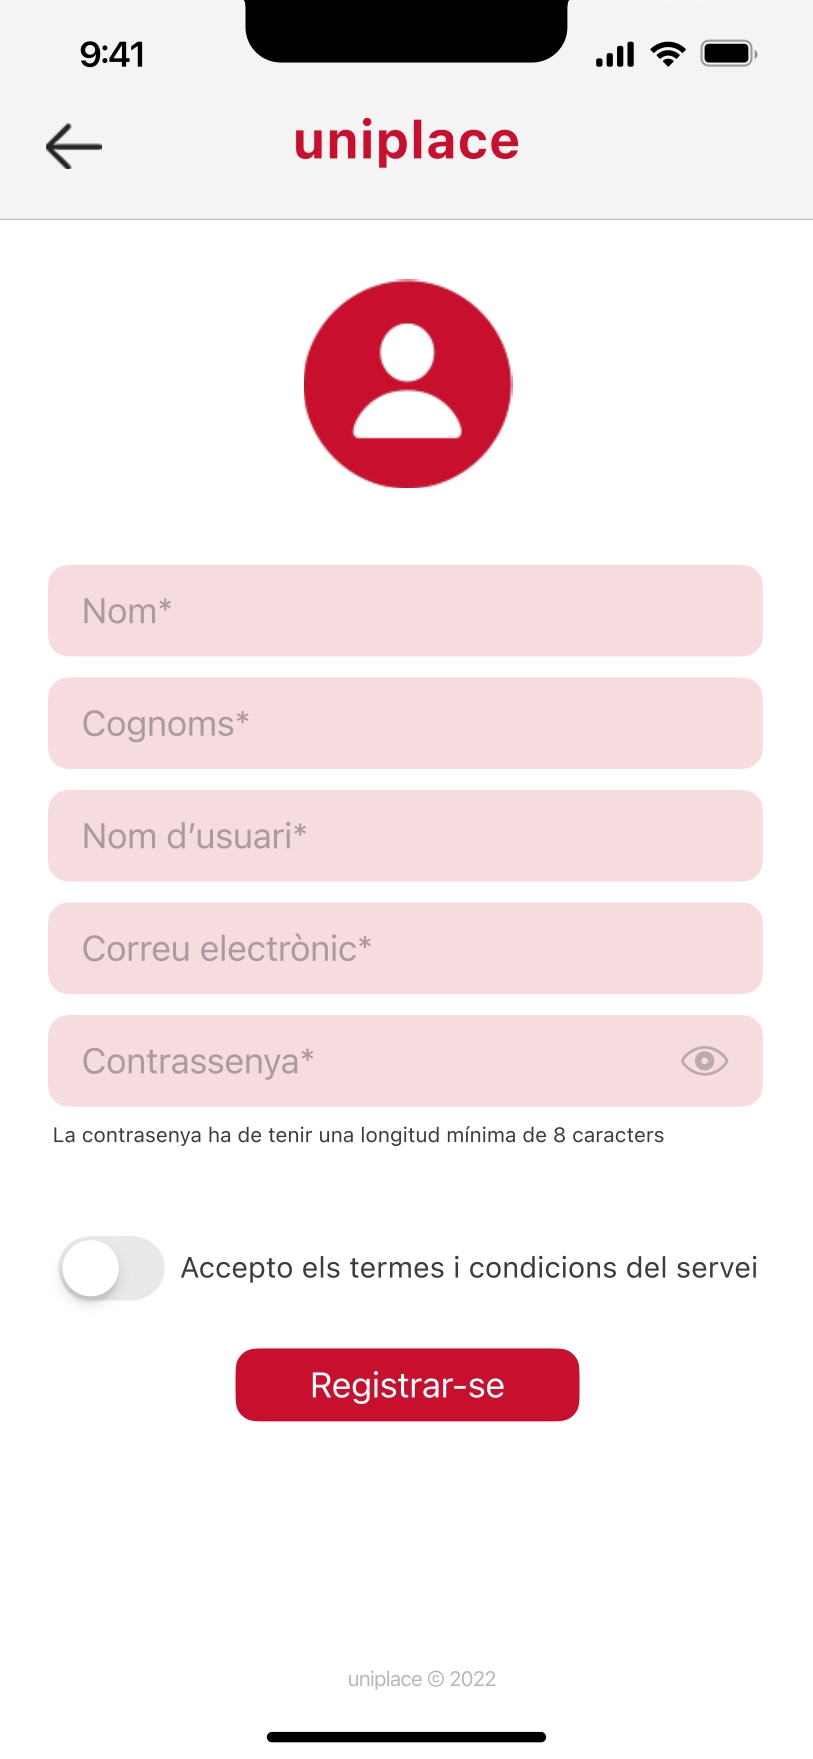 9:41
uniplace
Nom*
Cognoms*
Nom d’usuari*
Correu electrònic*
Contrassenya*
La contrasenya ha de tenir una longitud mínima de 8 caracters
Accepto els termes i condicions del servei
Registrar-se
uniplace © 2022